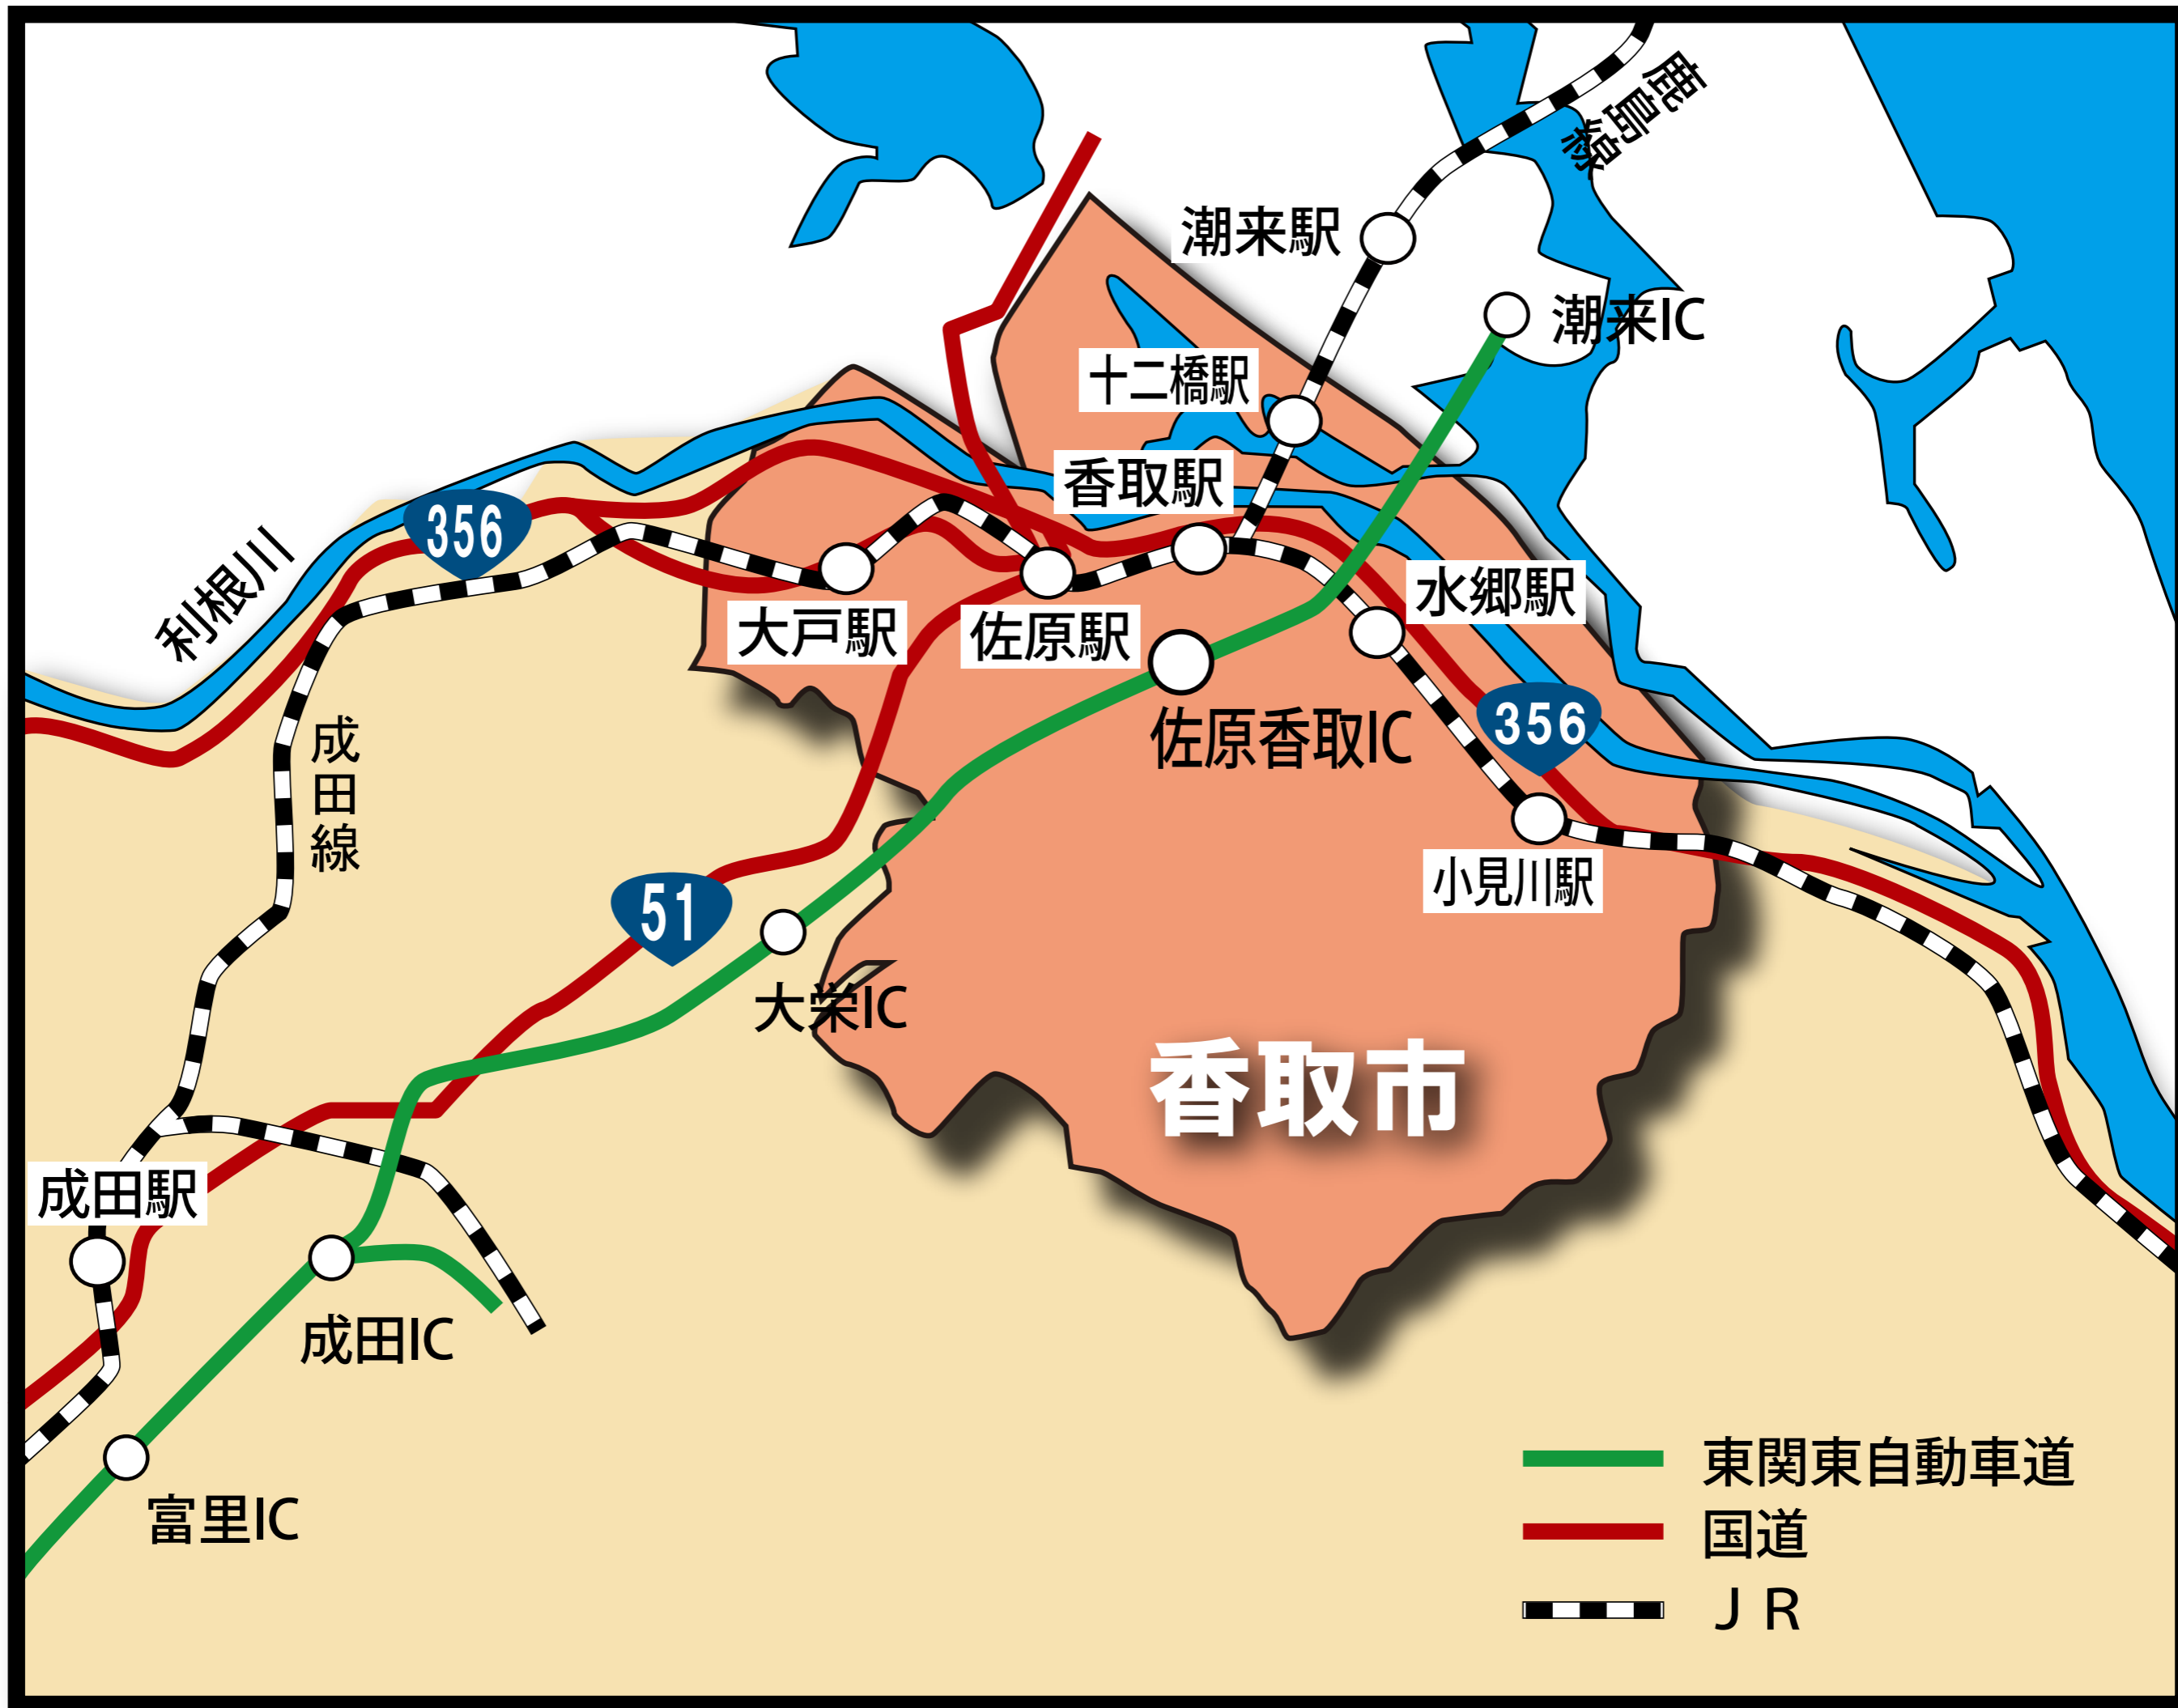 鹿島線
潮来駅
潮来IC
十二橋駅
香取駅
356
利根川
水郷駅
大戸駅
佐原駅
佐原香取IC
356
成田線
小見川駅
51
大栄IC
香取市
成田駅
成田IC
富里IC
東関東自動車道
国道
ＪＲ